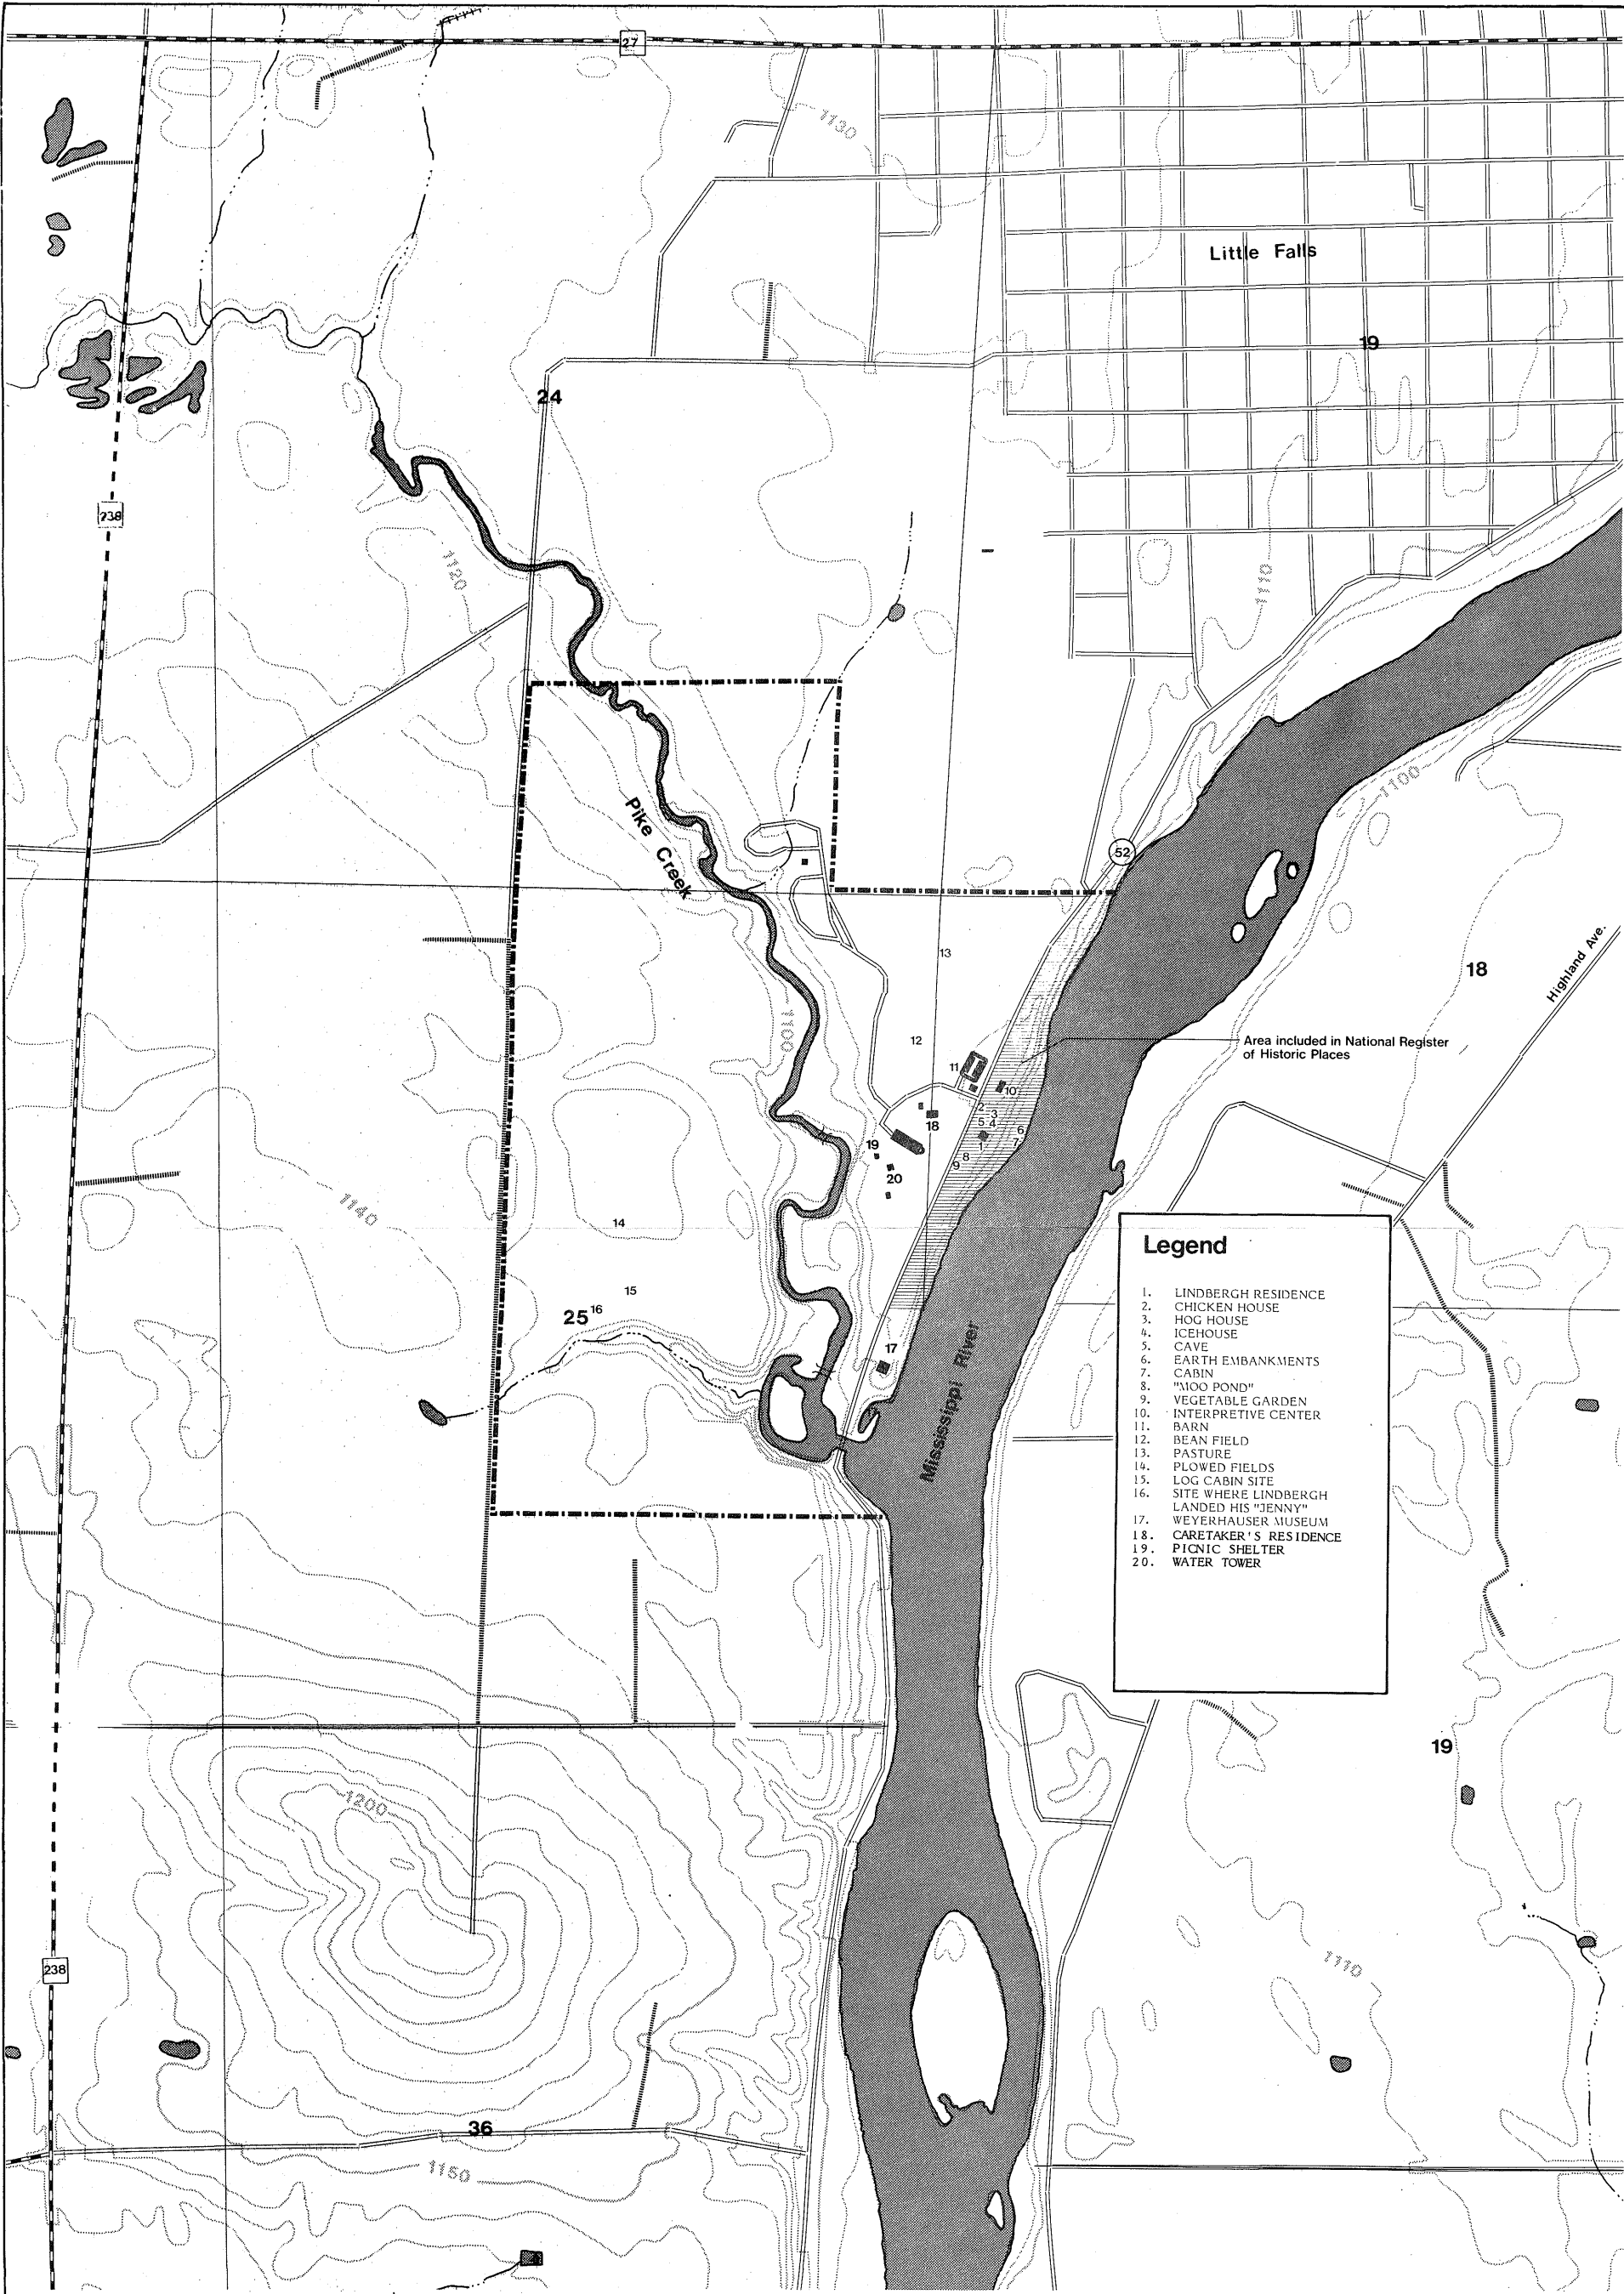 27
1130
Little Falls
19
24
238
1120
1110
1100
Pike Creek
52
13
18
Highland Ave.
1100
12
Area included in National Register
of Historic Places
11
10
2
3
5
4
18
6
7
1
19
8
9
20
1140
14
15
25
16
17
Mississippi River
Legend
1. LINDBERGH RESIDENCE
2. CHICKEN HOUSE
3. HOG HOUSE
4. ICEHOUSE
5. CAVE
6. EARTH EMBANKMENTS
7. CABIN
8. "MOO POND"
9. VEGETABLE GARDEN
10. INTERPRETIVE CENTER
11. BARN
12. BEAN FIELD
13. PASTURE
14. PLOWED FIELDS
15. LOG CABIN SITE
16. SITE WHERE LINDBERGH
LANDED HIS "JENNY"
17. WEYERHAUSER MUSEUM
18. CARETAKER'S RESIDENCE
19. PICNIC SHELTER
20. WATER TOWER
19
1200
238
1110
36
1150